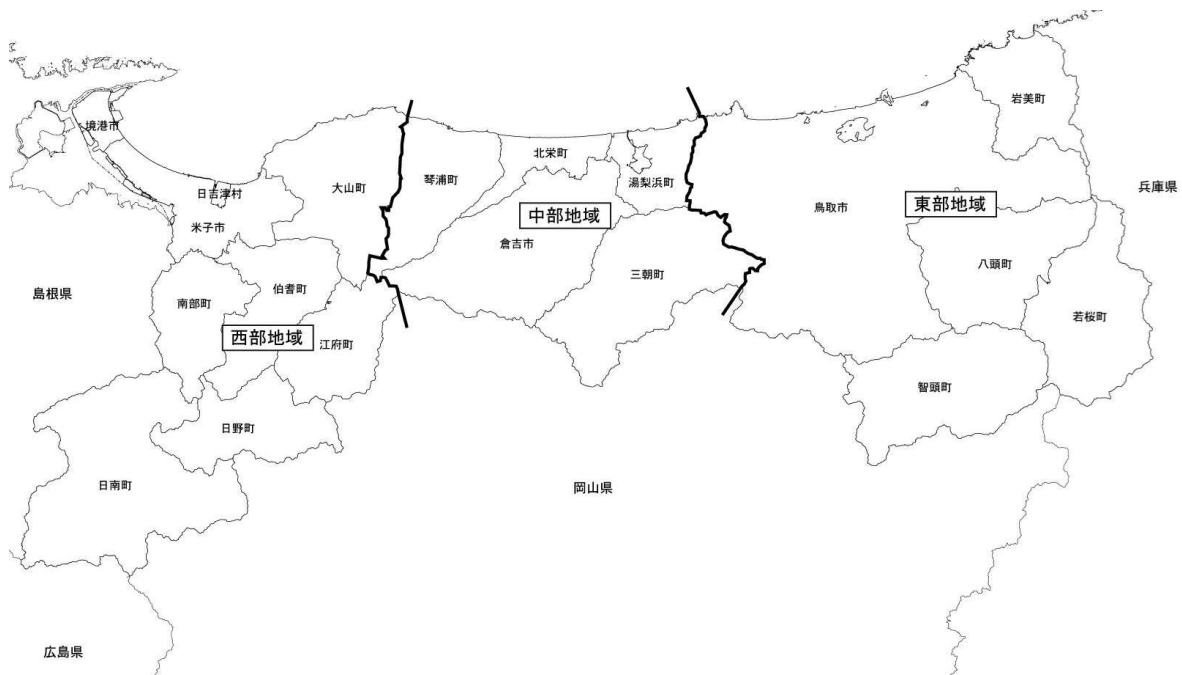 岩美町
境港市
北栄町
琴浦町
湯梨浜町
大山町
日吉津村
兵庫県
鳥取市
東部地域
中部地域
米子市
倉吉市
八頭町
三朝町
島根県
南部町
伯耆町
若桜町
西部地域
江府町
智頭町
日野町
日南町
岡山県
広島県